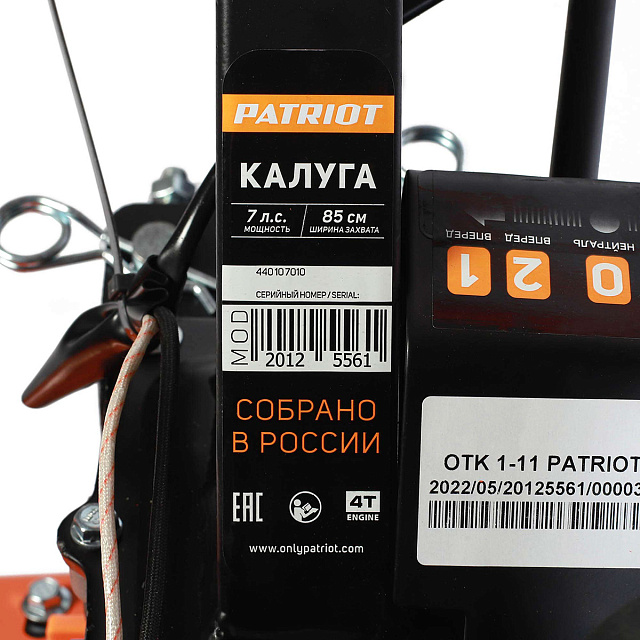 PATRIOT
КАЛУГА
7 л.с. 85 см
МОЩНОСТЬ ШИРИНА ЗАХВАТА
440107010
СЕРИЙНЫЙ НОМЕР / SERIAL:
MOD
2012 5561
СОБРАНО
В РОССИИ
EAC 4T
ENGINE
www.onlypatriot.com
ВПЕРЕД ВПЕРЕД НЕЙТРАЛЬ
1 2 0
ОТК 1-11 PATRIOT
2022/05/20125561/00003